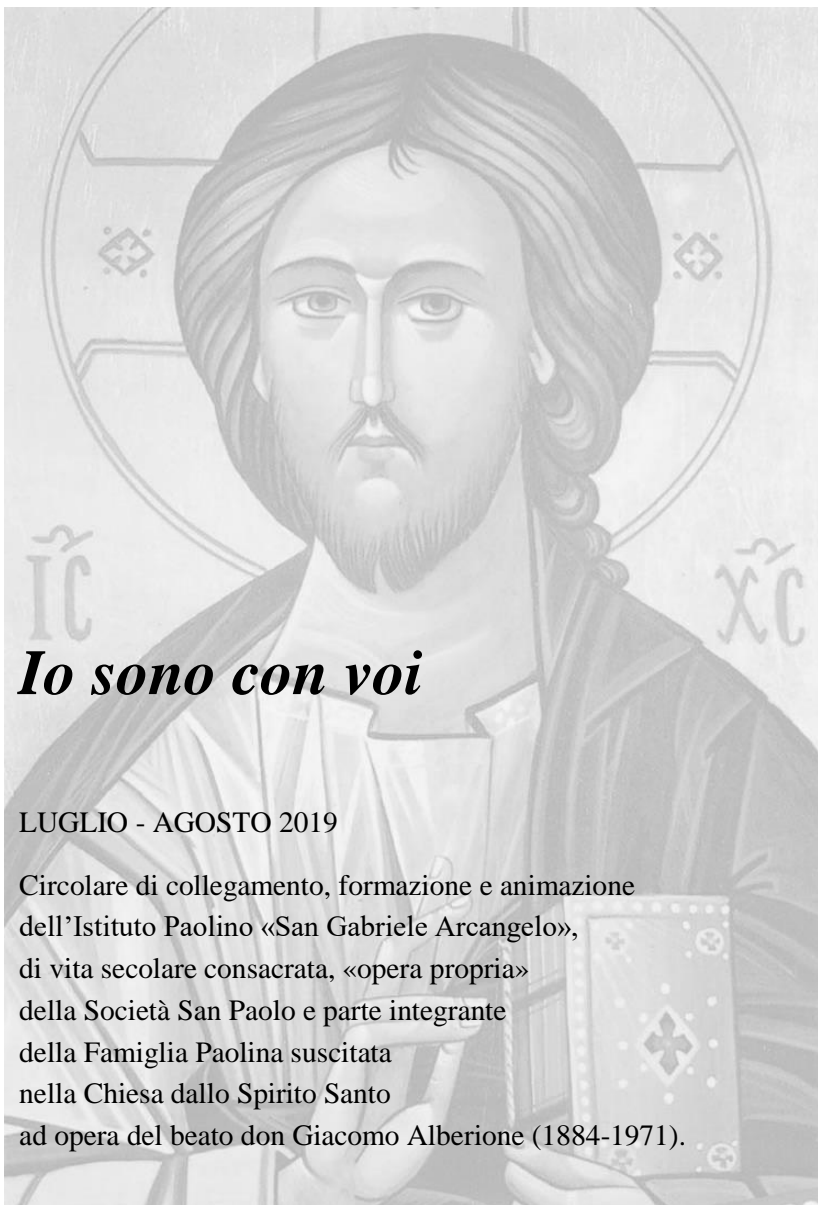 IC
XC
Io sono con voi
LUGLIO - AGOSTO 2019
Circolare di collegamento, formazione e animazione
dell’Istituto Paolino «San Gabriele Arcangelo»,
di vita secolare consacrata, «opera propria»
della Società San Paolo e parte integrante
della Famiglia Paolina suscitata
nella Chiesa dallo Spirito Santo
ad opera del beato don Giacomo Alberione (1884-1971).